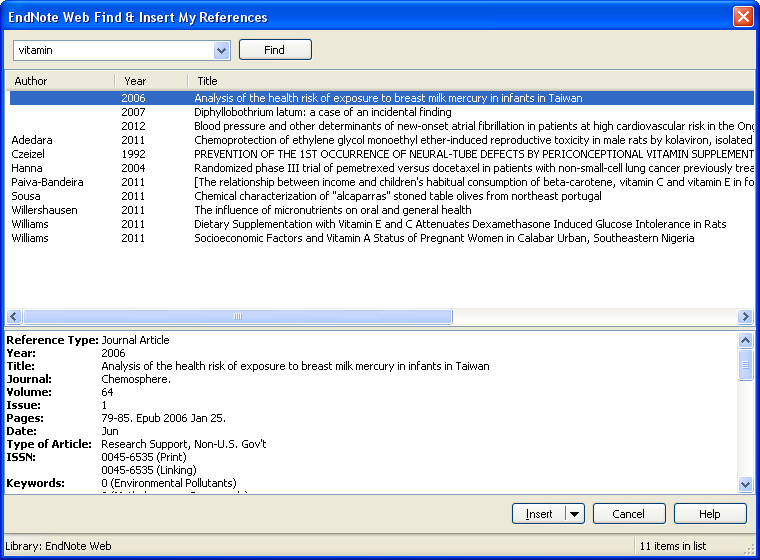 EndNote Web Find & Insert My References
vitamin Find
Author Year Title
2006 Analysis of the health risk of exposure to breast milk mercury in infants in Taiwan
2007 Diphyllobothrium latum: a case of an incidental finding
2012 Blood pressure and other determinants of new-onset atrial fibrillation in patients at high cardiovascular risk in the Ong
Adedara 2011 Chemoprotection of ethylene glycol monoethyl ether-induced reproductive toxicity in male rats by kolaviron, isolated
Czeizel 1992 PREVENTION OF THE 1ST OCCURRENCE OF NEURAL-TUBE DEFECTS BY PERICONCEPTIONAL VITAMIN SUPPLEMENT
Hanna 2004 Randomized phase III trial of pemetrexed versus docetaxel in patients with non-small-cell lung cancer previously trea
Paiva-Bandeira 2011 [The relationship between income and children's habitual consumption of beta-carotene, vitamin C and vitamin E in fo
Sousa 2011 Chemical characterization of "alcaparras" stoned table olives from northeast portugal
Willershausen 2011 The influence of micronutrients on oral and general health
Williams 2011 Dietary Supplementation with Vitamin E and C Attenuates Dexamethasone Induced Glucose Intolerance in Rats
Williams 2011 Socioeconomic Factors and Vitamin A Status of Pregnant Women in Calabar Urban, Southeastern Nigeria
Reference Type: Journal Article
Year: 2006
Title: Analysis of the health risk of exposure to breast milk mercury in infants in Taiwan
Journal: Chemosphere.
Volume: 64
Issue: 1
Pages: 79-85. Epub 2006 Jan 25.
Date: Jun
Type of Article: Research Support, Non-U.S. Gov't
ISSN: 0045-6535 (Print)
0045-6535 (Linking)
Keywords: 0 (Environmental Pollutants)
Insert Cancel Help
Library: EndNote Web 11 items in list